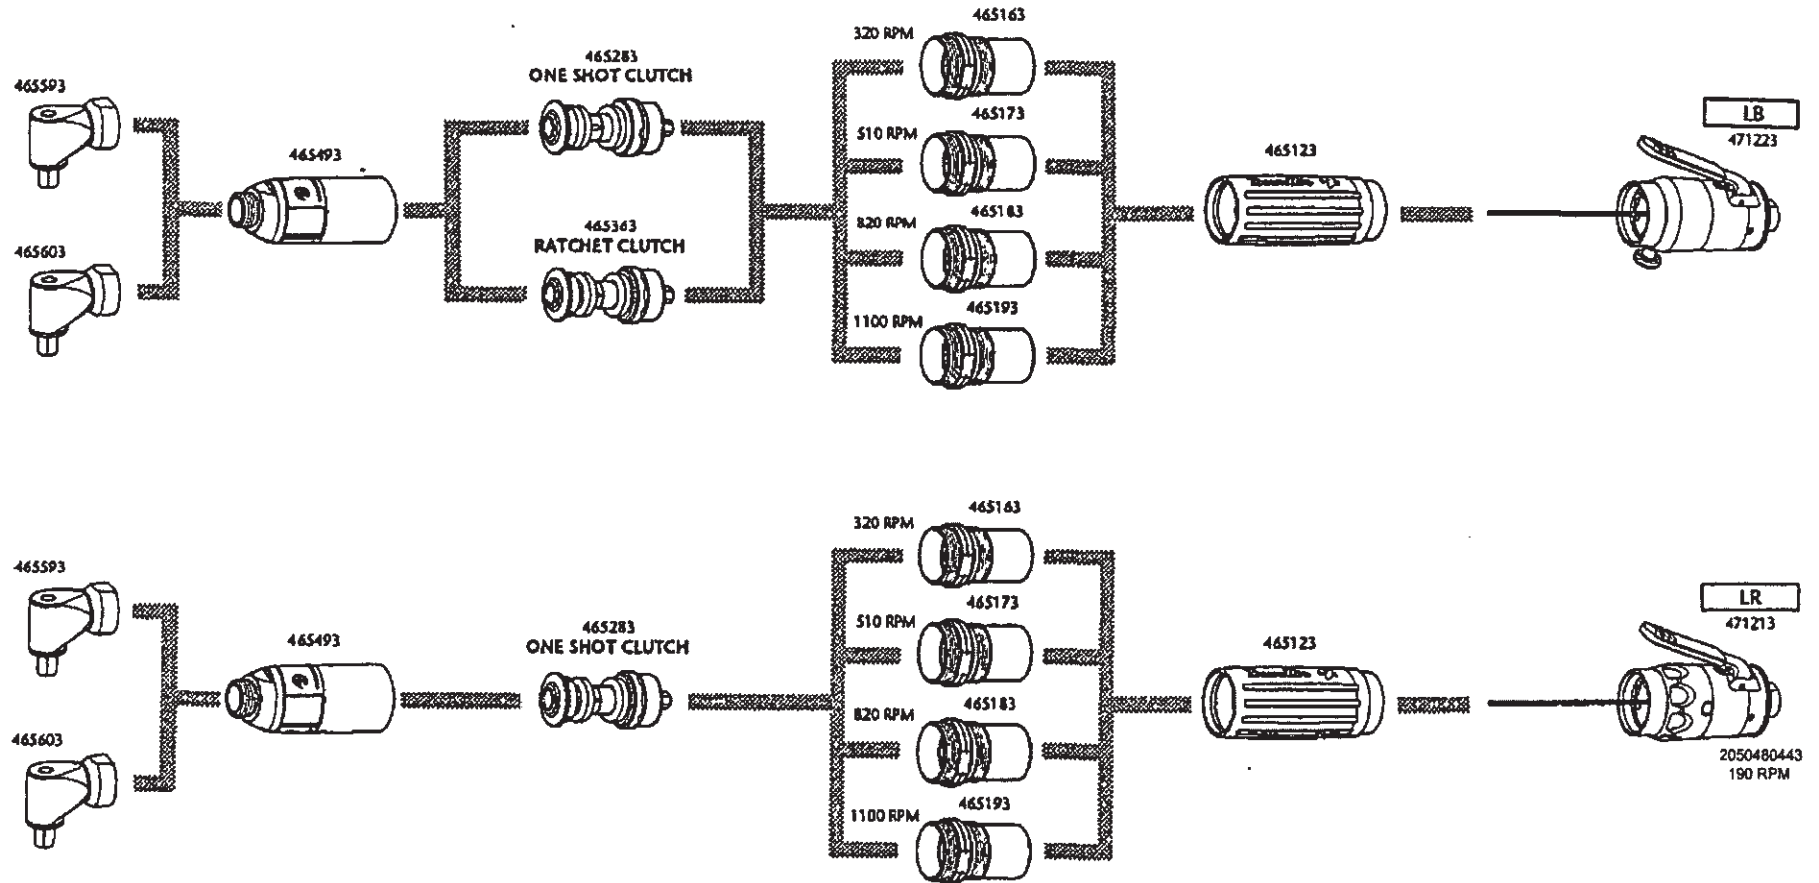 465163
320 RPM
465283
ONE SHOT CLUTCH
465593
465173
510 RPM
LB
471223
465493
465123
465363
RATCHET CLUTCH
465183
820 RPM
465603
465193
1100 RPM
465163
320 RPM
465593
465173
510 RPM
LR
471213
465283
ONE SHOT CLUTCH
465493
465123
465183
820 RPM
465603
2050480443
190 RPM
465193
1100 RPM